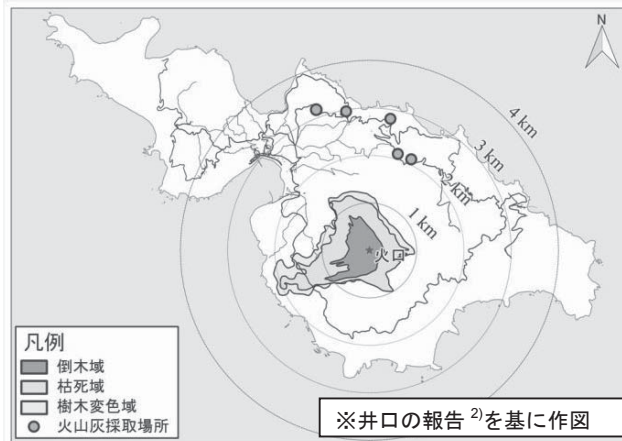 N
4 km
3 km
2 km
1 km
火口
凡例
倒木域
枯死域
樹木変色域
火山灰採取場所
※井口の報告 2)を基に作図